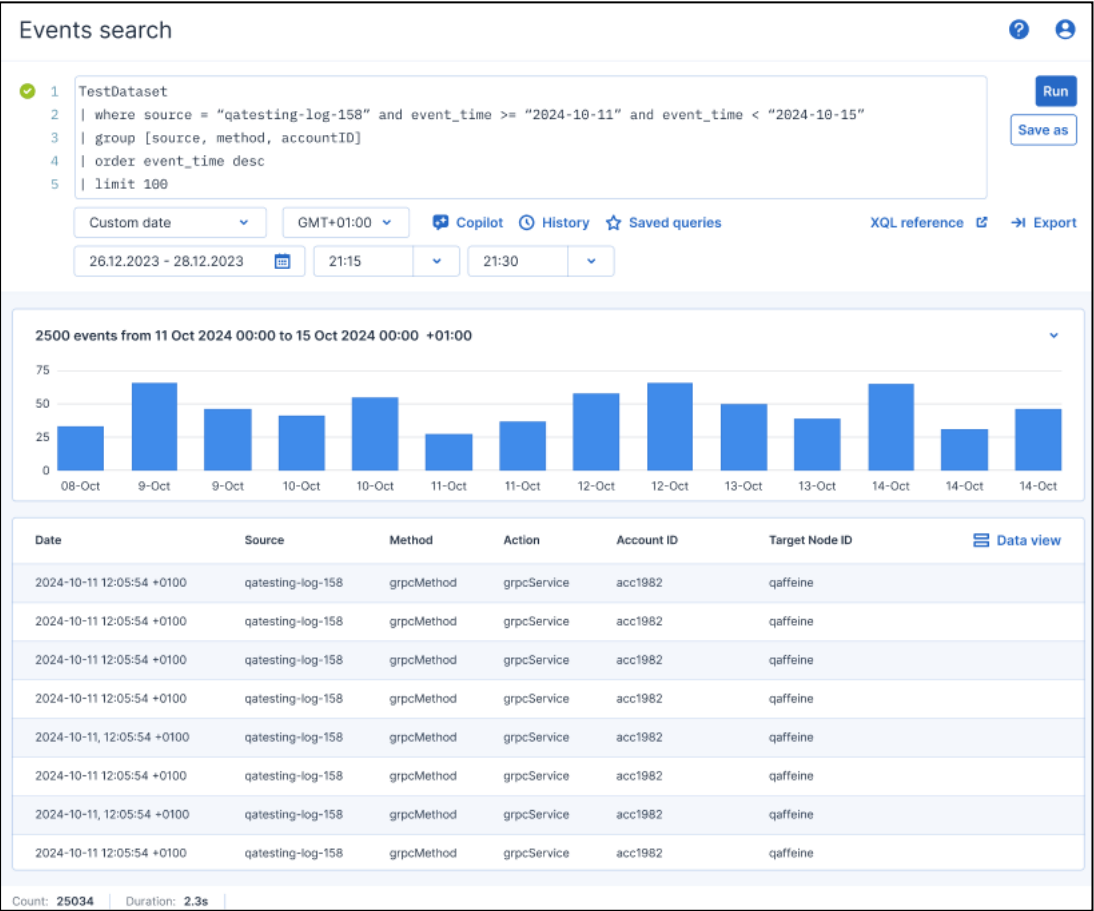 Events search
1 TestDataset
2 | where source = “qatesting-log-158” and event_time >= “2024-10-11” and event_time < “2024-10-15”
3 | group [source, method, accountID]
4 | order event_time desc
5 | limit 100
Run
Save as
Custom date GMT+01:00 Copilot History Saved queries XQL reference Export
26.12.2023 - 28.12.2023 21:15 21:30
2500 events from 11 Oct 2024 00:00 to 15 Oct 2024 00:00 +01:00
75
50
25
0
08-Oct 9-Oct 9-Oct 10-Oct 10-Oct 11-Oct 11-Oct 12-Oct 12-Oct 13-Oct 13-Oct 14-Oct 14-Oct 14-Oct
Date Source Method Action Account ID Target Node ID Data view
2024-10-11 12:05:54 +0100 qatesting-log-158 grpcMethod grpcService acc1982 qaffeine
2024-10-11 12:05:54 +0100 qatesting-log-158 grpcMethod grpcService acc1982 qaffeine
2024-10-11 12:05:54 +0100 qatesting-log-158 grpcMethod grpcService acc1982 qaffeine
2024-10-11 12:05:54 +0100 qatesting-log-158 grpcMethod grpcService acc1982 qaffeine
2024-10-11, 12:05:54 +0100 qatesting-log-158 grpcMethod grpcService acc1982 qaffeine
2024-10-11 12:05:54 +0100 qatesting-log-158 grpcMethod grpcService acc1982 qaffeine
2024-10-11, 12:05:54 +0100 qatesting-log-158 grpcMethod grpcService acc1982 qaffeine
2024-10-11 12:05:54 +0100 qatesting-log-158 grpcMethod grpcService acc1982 qaffeine
Count: 25034 Duration: 2.3s